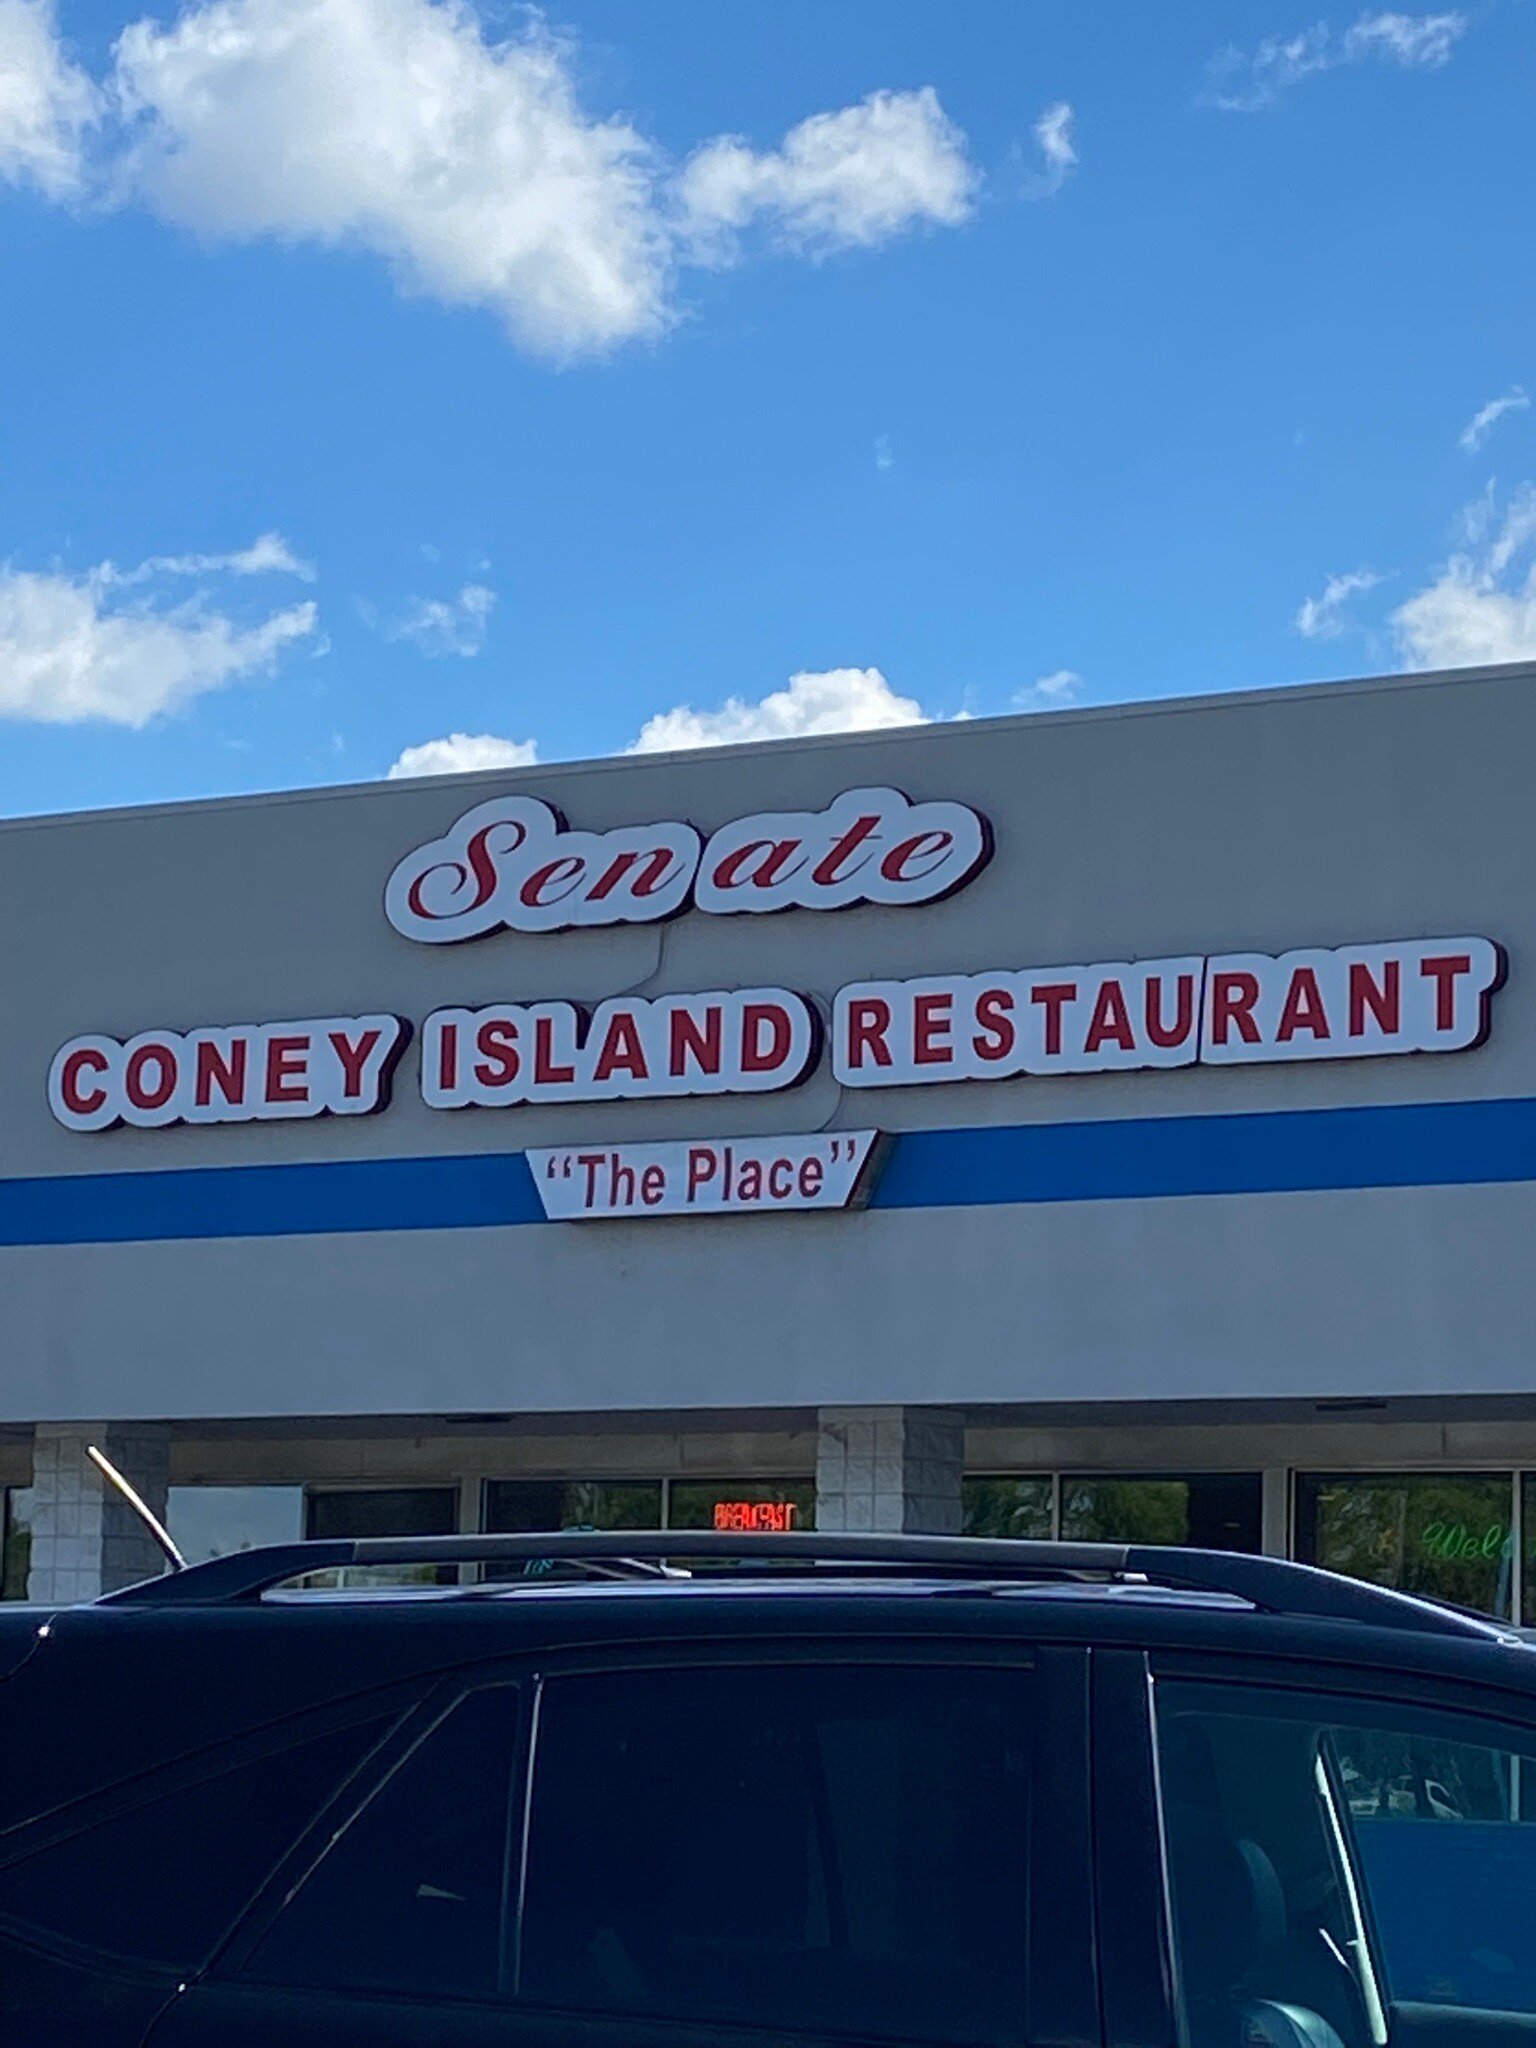 Senate
CONEY ISLAND RESTAURANT
“The Place”
BREAKFAST